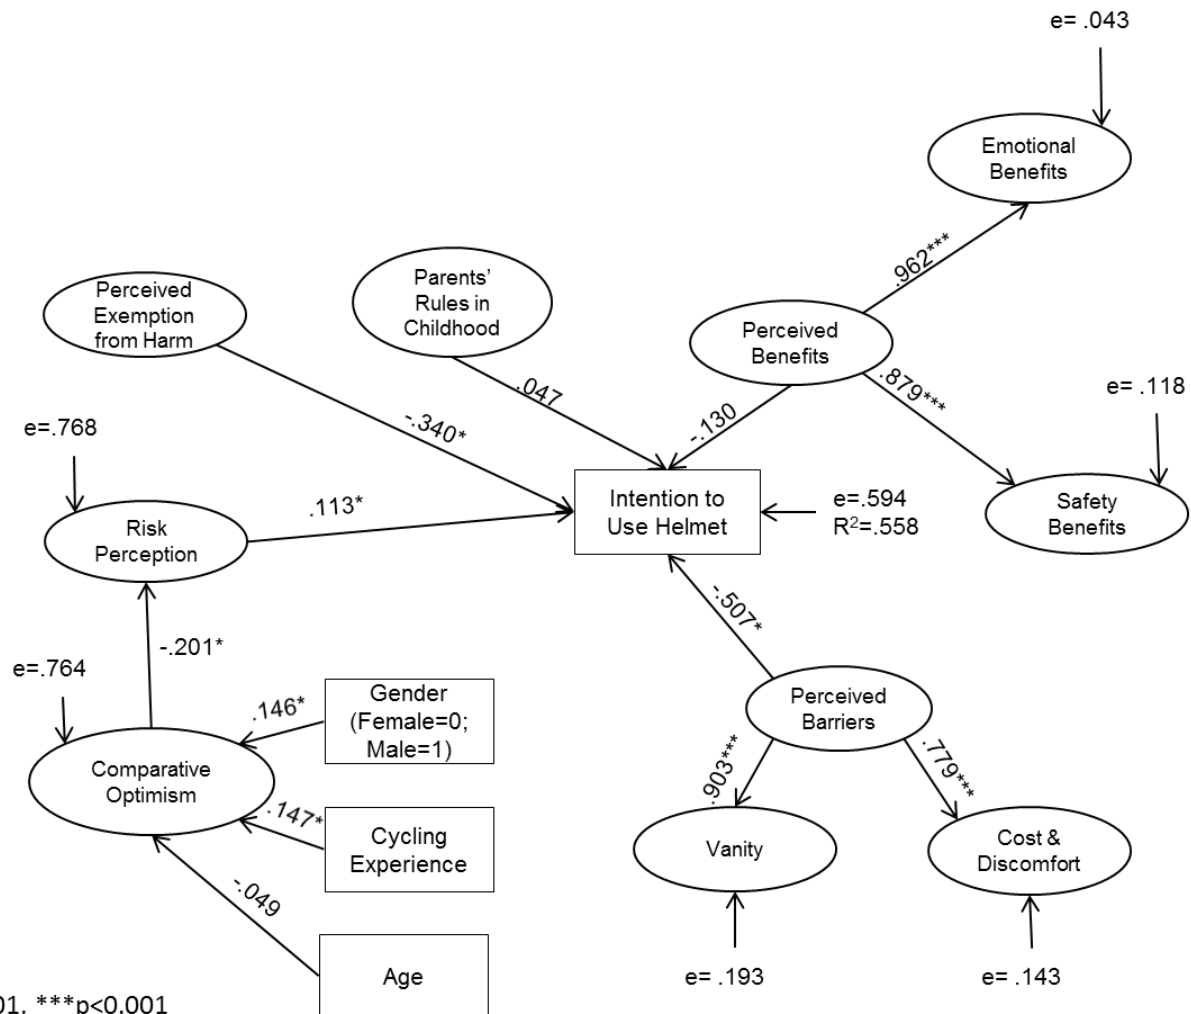 e= .043
Emotional
Benefits
.962***
Parents’
Rules in
Childhood
Perceived
Exemption
from Harm
Perceived
Benefits
.879***
e= .118
.047
-.130
-.340*
e=.768
Risk
Perception
.113*
Intention to
Use Helmet
e=.594
R²=.558
Safety
Benefits
-.507*
-.201*
e=.764
.146*
Gender
(Female=0;
Male=1)
Perceived
Barriers
Comparative
Optimism
.903***
.779***
.147*
Cycling
Experience
Vanity
Cost &
Discomfort
-.049
Age
e= .193
e= .143
01, ***p<0.001